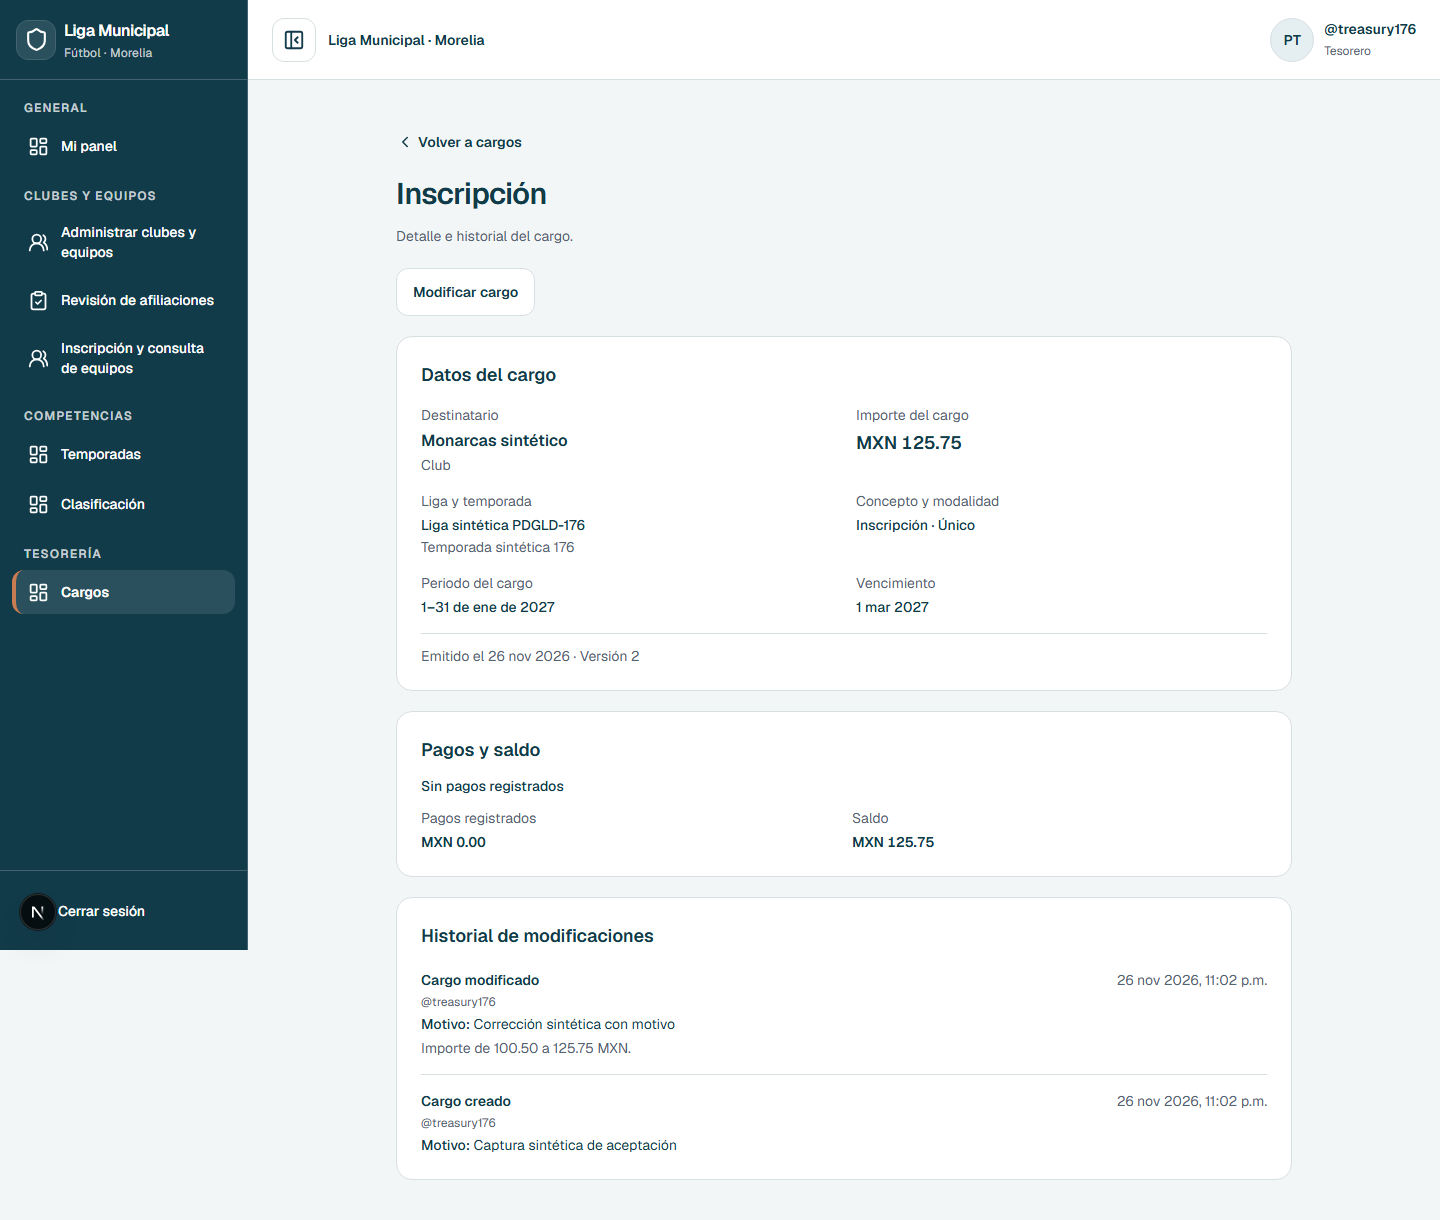 Liga Municipal
Fútbol · Morelia
GENERAL
Mi panel
CLUBES Y EQUIPOS
Administrar clubes y
equipos
Revisión de afiliaciones
Inscripción y consulta
de equipos
COMPETENCIAS
Temporadas
Clasificación
TESORERÍA
Cargos
N
Cerrar sesión
Liga Municipal · Morelia
PT
@treasury176
Tesorero
Volver a cargos
Inscripción
Detalle e historial del cargo.
Modificar cargo
Datos del cargo
Destinatario
Monarcas sintético
Club
Importe del cargo
MXN 125.75
Liga y temporada
Liga sintética PDGLD-176
Temporada sintética 176
Concepto y modalidad
Inscripción · Único
Periodo del cargo
1–31 de ene de 2027
Vencimiento
1 mar 2027
Emitido el 26 nov 2026 · Versión 2
Pagos y saldo
Sin pagos registrados
Pagos registrados
MXN 0.00
Saldo
MXN 125.75
Historial de modificaciones
Cargo modificado
26 nov 2026, 11:02 p.m.
@treasury176
Motivo: Corrección sintética con motivo
Importe de 100.50 a 125.75 MXN.
Cargo creado
26 nov 2026, 11:02 p.m.
@treasury176
Motivo: Captura sintética de aceptación